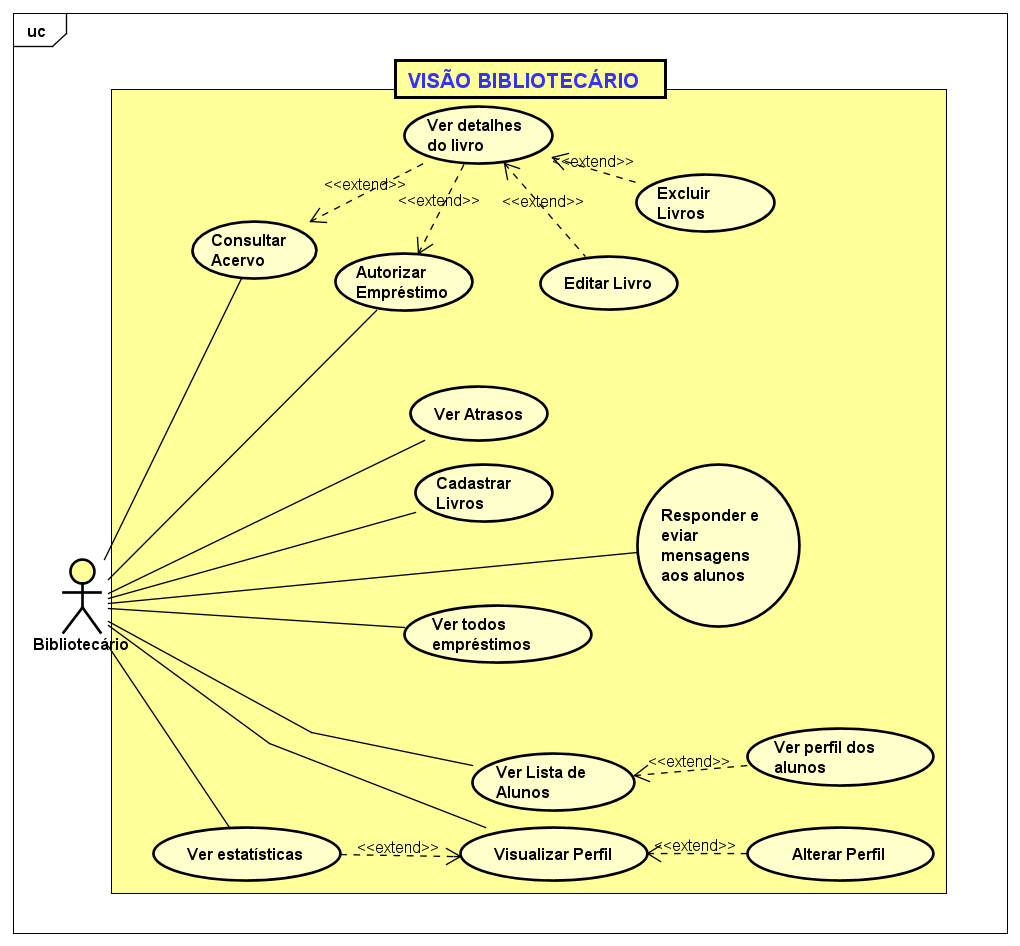 uc
VISÃO BIBLIOTECÁRIO
Ver detalhes
do livro
<<extend>>
<<extend>>
<<extend>>
<<extend>>
Excluir
Livros
Consultar
Acervo
Autorizar
Empréstimo
Editar Livro
Ver Atrasos
Cadastrar
Livros
Responder e
eviar
mensagens
aos alunos
Bibliotecário
Ver todos
empréstimos
Ver Lista de
Alunos
<<extend>>
Ver perfil dos
alunos
Ver estatísticas
<<extend>>
Visualizar Perfil
<<extend>>
Alterar Perfil